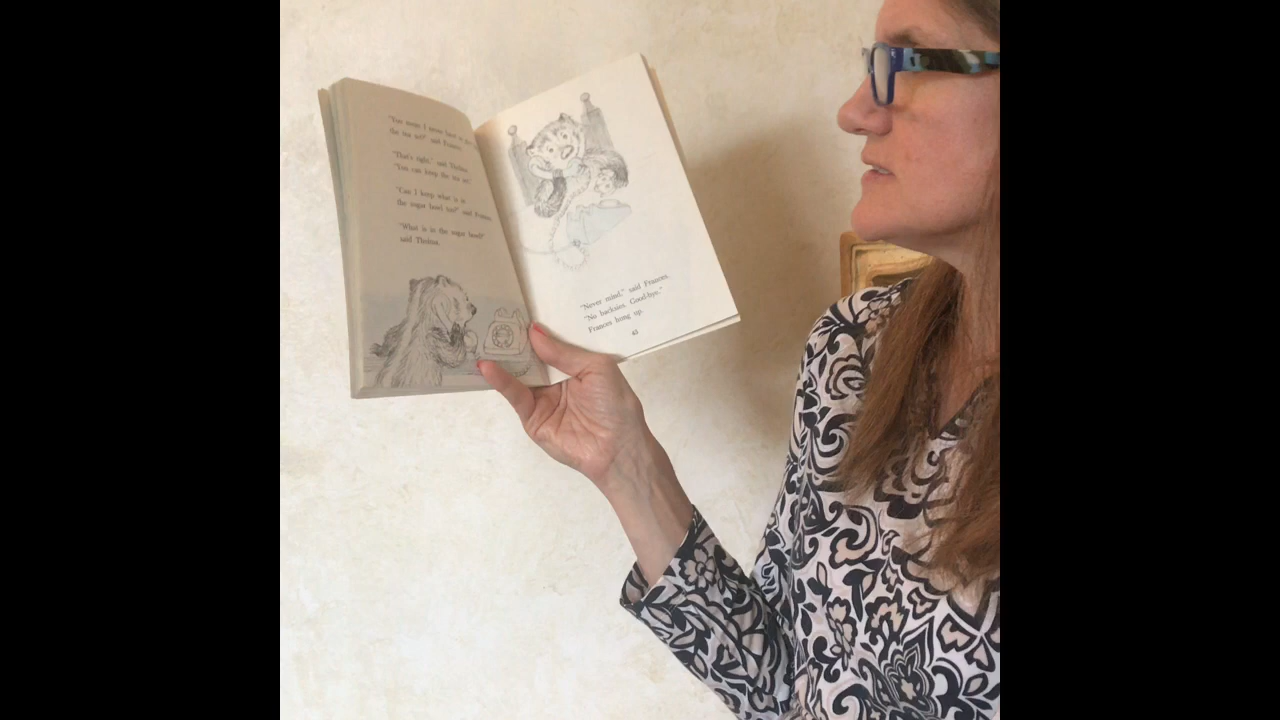 "You mean I never have to give
the tea set?" said Frances.
"That's right," said Thelma.
"You can keep the tea set."
"Can I keep what is in
the sugar bowl too?" said Frances.
"What is in the sugar bowl?"
said Thelma.
"Never mind," said Frances.
"No backsies. Good-bye."
Frances hung up.
43